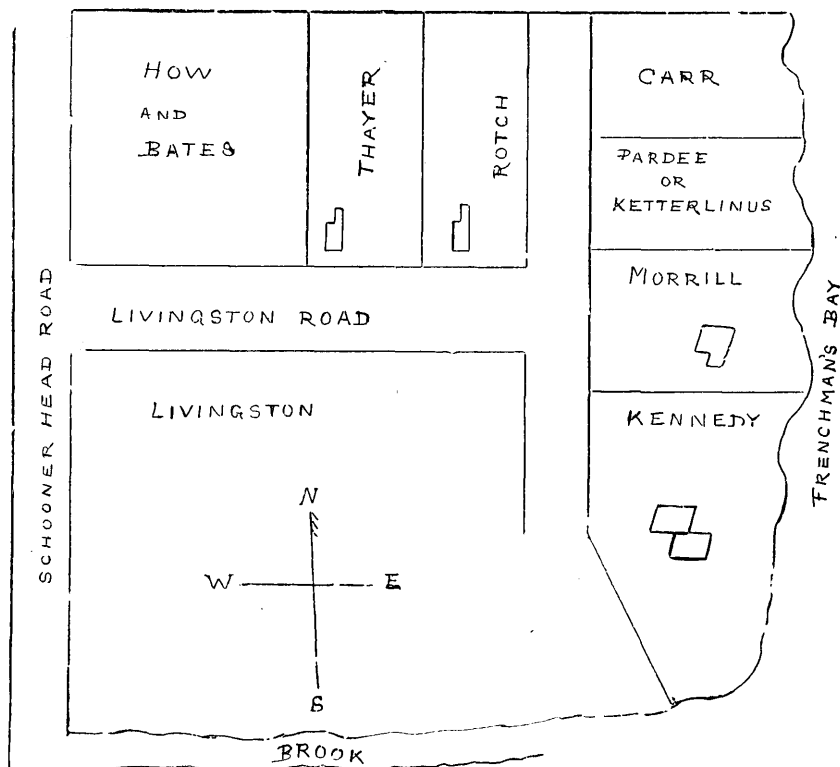 HOW
AND
BATES
THAYER
ROTCH
CARR
PARDEE
OR
KETTERLINUS
MORRILL
KENNEDY
LIVINGSTON ROAD
LIVINGSTON
SCHOONER HEAD ROAD
FRENCHMAN'S BAY
N
W
E
S
BROOK